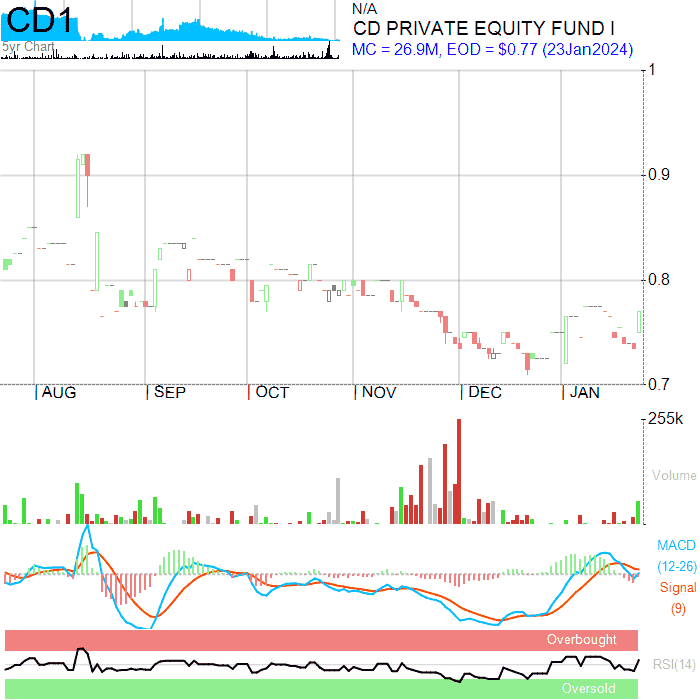 CD1
5yr Chart
N/A
CD PRIVATE EQUITY FUND I
MC = 26.9M, EOD = $0.77 (23Jan2024)
1
0.9
0.8
0.7
AUG SEP OCT NOV DEC JAN
255k
Volume
MACD
(12-26)
Signal
(9)
Overbought
RSI(14)
Oversold